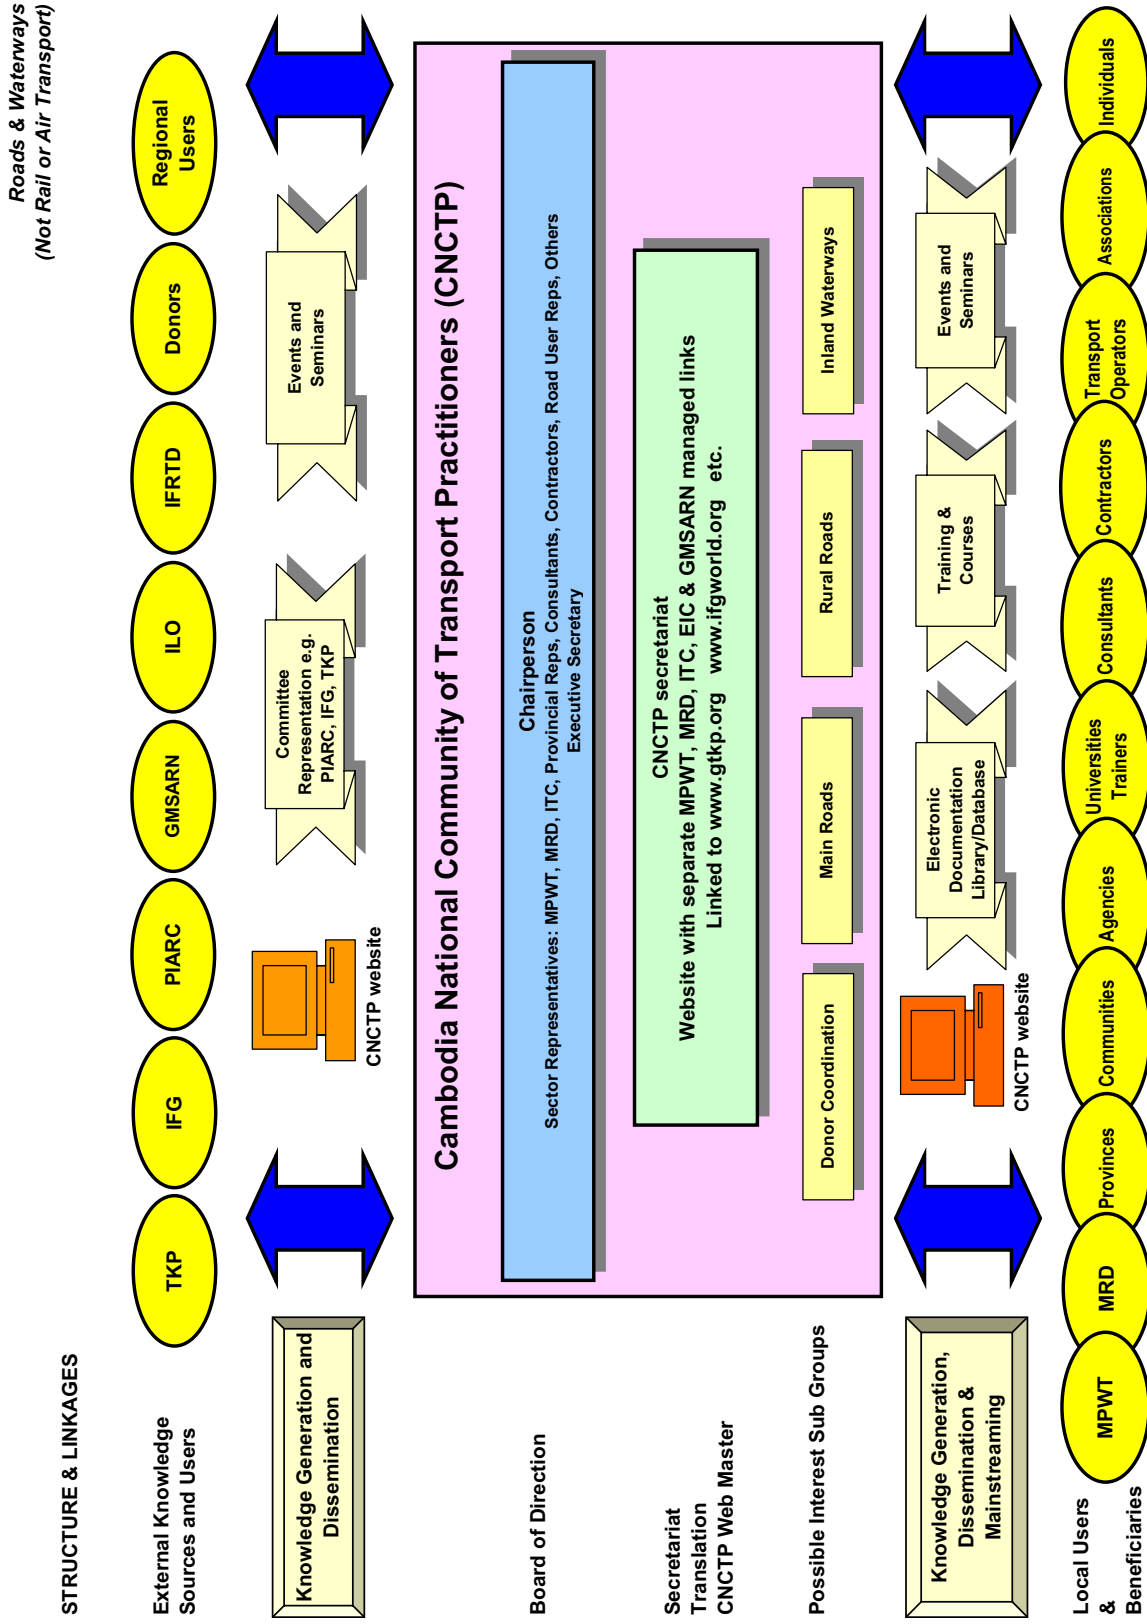 Roads & Waterways
(Not Rail or Air Transport)
STRUCTURE & LINKAGES
External Knowledge
Sources and Users
TKP
IFG
PIARC
GMSARN
ILO
IFRTD
Donors
Regional
Users
Knowledge Generation and
Dissemination
CNCTP website
Committee
Representation e.g.
PIARC, IFG, TKP
Events and
Seminars
Cambodia National Community of Transport Practitioners (CNCTP)
Board of Direction
Chairperson
Sector Representatives: MPWT, MRD, ITC, Provincial Reps, Consultants, Contractors, Road User Reps, Others
Executive Secretary
Secretariat
Translation
CNCTP Web Master
CNCTP secretariat
Website with separate MPWT, MRD, ITC, EIC & GMSARN managed links
Linked to www.gtkp.org www.ifgworld.org etc.
Possible Interest Sub Groups
Donor Coordination
Main Roads
Rural Roads
Inland Waterways
Knowledge Generation,
Dissemination &
Mainstreaming
CNCTP website
Electronic
Documentation
Library/Database
Training &
Courses
Events and
Seminars
Local Users
&
Beneficiaries
MPWT
MRD
Provinces
Communities
Agencies
Universities
Trainers
Consultants
Contractors
Transport
Operators
Associations
Individuals